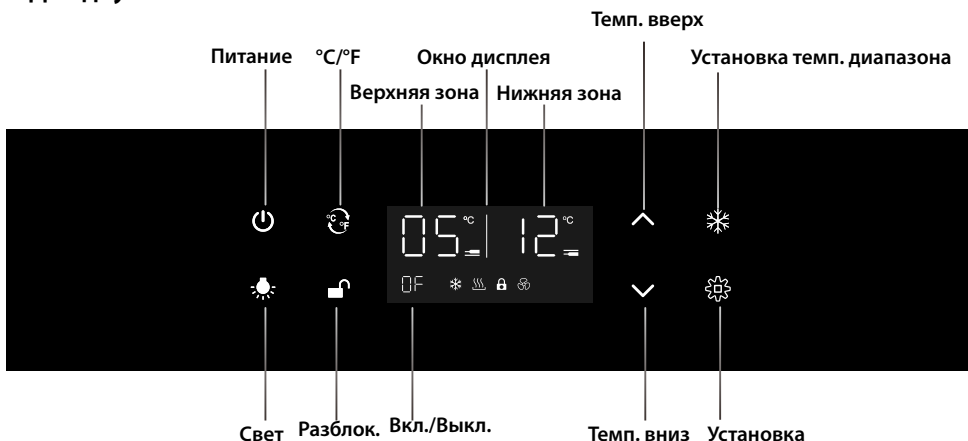 Темп. вверх
Питание °C/°F Окно дисплея Установка темп. диапазона
Верхняя зона Нижняя зона
°C °F 05 °C 12 °C
0F
Свет Разблок. Вкл./Выкл. Темп. вниз Установка